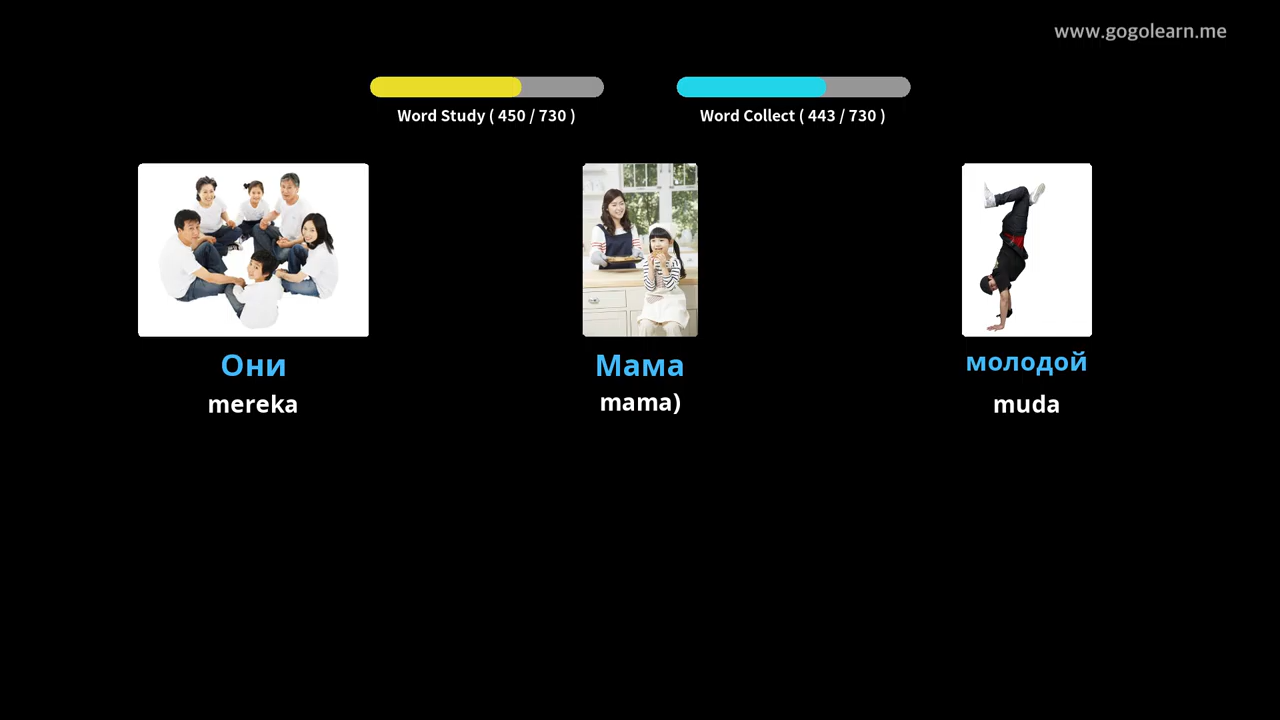 www.gogolearn.me
Word Study ( 450 / 730 )
Word Collect ( 443 / 730 )
Они
Мама
молодой
mereka
mama)
muda